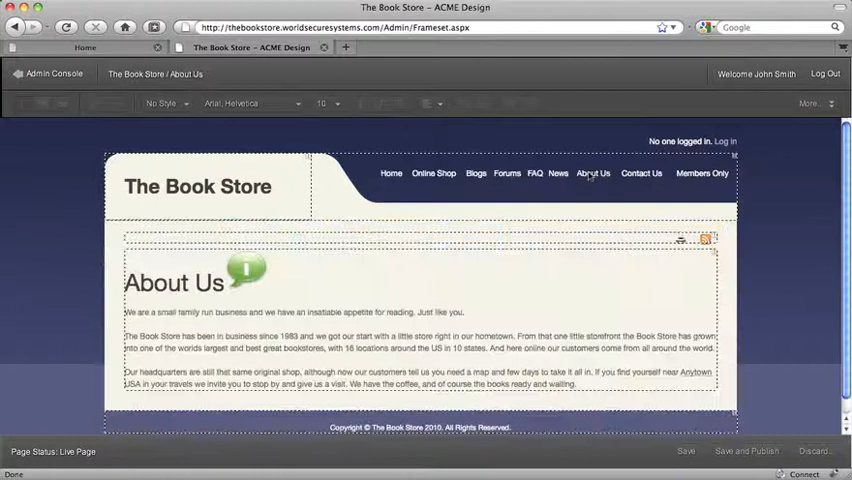 The Book Store - ACME Design
http://thebookstore.worldsecuresystems.com/Admin/Frameset.aspx
Google
Home
The Book Store - ACME Design
Admin Console
The Book Store / About Us
Welcome John Smith
Log Out
No Style
Arial, Helvetica
10
More...
No one logged in. Log in
The Book Store
Home Online Shop Blogs Forums FAQ News About Us Contact Us Members Only
About Us
We are a small family run business and we have an insatiable appetite for reading. Just like you.
The Book Store has been in business since 1983 and we got our start with a little store right in our hometown. From that one little storefront the Book Store has grown
into one of the worlds largest and best great bookstores, with 16 locations around the US in 10 states. And here online our customers come from all around the world.
Our headquarters are still that same original shop, although now our customers tell us you need a map and few days to take it all in. If you find yourself near Anytown
USA in your travels we invite you to stop by and give us a visit. We have the coffee, and of course the books ready and waiting.
Copyright © The Book Store 2010. All Rights Reserved.
Page Status: Live Page
Save
Save and Publish
Discard...
Done
Connect